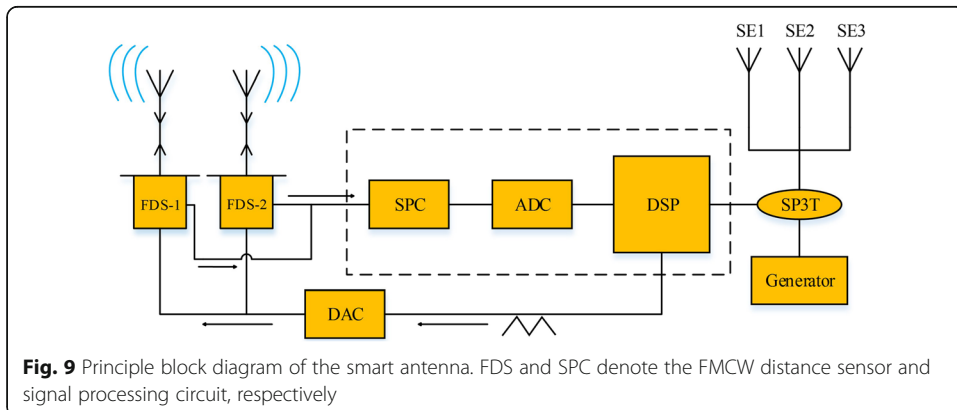 SE1 SE2 SE3
FDS-1 FDS-2 SPC ADC DSP SP3T
Generator
DAC
Fig. 9 Principle block diagram of the smart antenna. FDS and SPC denote the FMCW distance sensor and
signal processing circuit, respectively